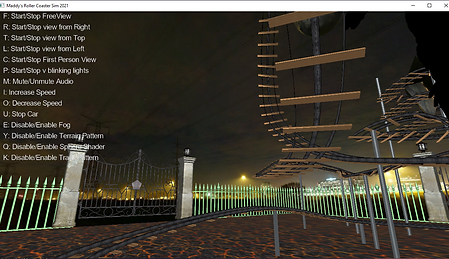 Maddy's Roller Coaster Sim 2021
F: Start/Stop FreeView
R: Start/Stop view from Right
T: Start/Stop view from Top
L: Start/Stop view from Left
C: Start/Stop First Person View
P: Start/Stop v blinking lights
M: Mute/Unmute Audio
I: Increase Speed
O: Decrease Speed
U: Stop Car
E: Disable/Enable Fog
Y: Disable/Enable Terrain Pattern
Q: Disable/Enable Sphere Shader
K: Disable/Enable Track Pattern